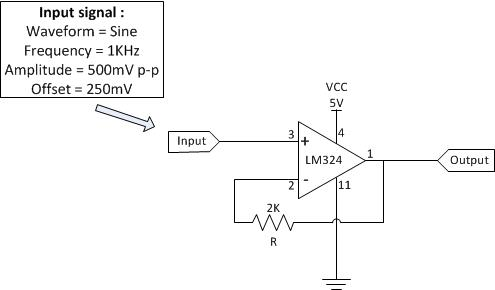 Input signal :
Waveform = Sine
Frequency = 1KHz
Amplitude = 500mV p-p
Offset = 250mV
VCC
5V
Input
3
+
4
LM324
1
Output
-
2
11
2K
R